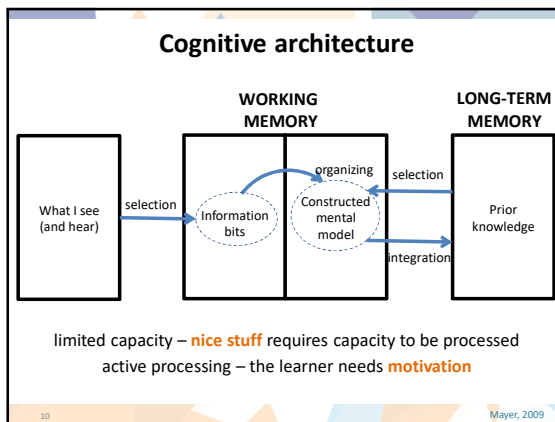 Cognitive architecture
WORKING
MEMORY
LONG-TERM
MEMORY
What I see
(and hear)
selection
Information
bits
organizing
Constructed
mental
model
selection
integration
Prior
knowledge
limited capacity – nice stuff requires capacity to be processed
active processing – the learner needs motivation
10
Mayer, 2009